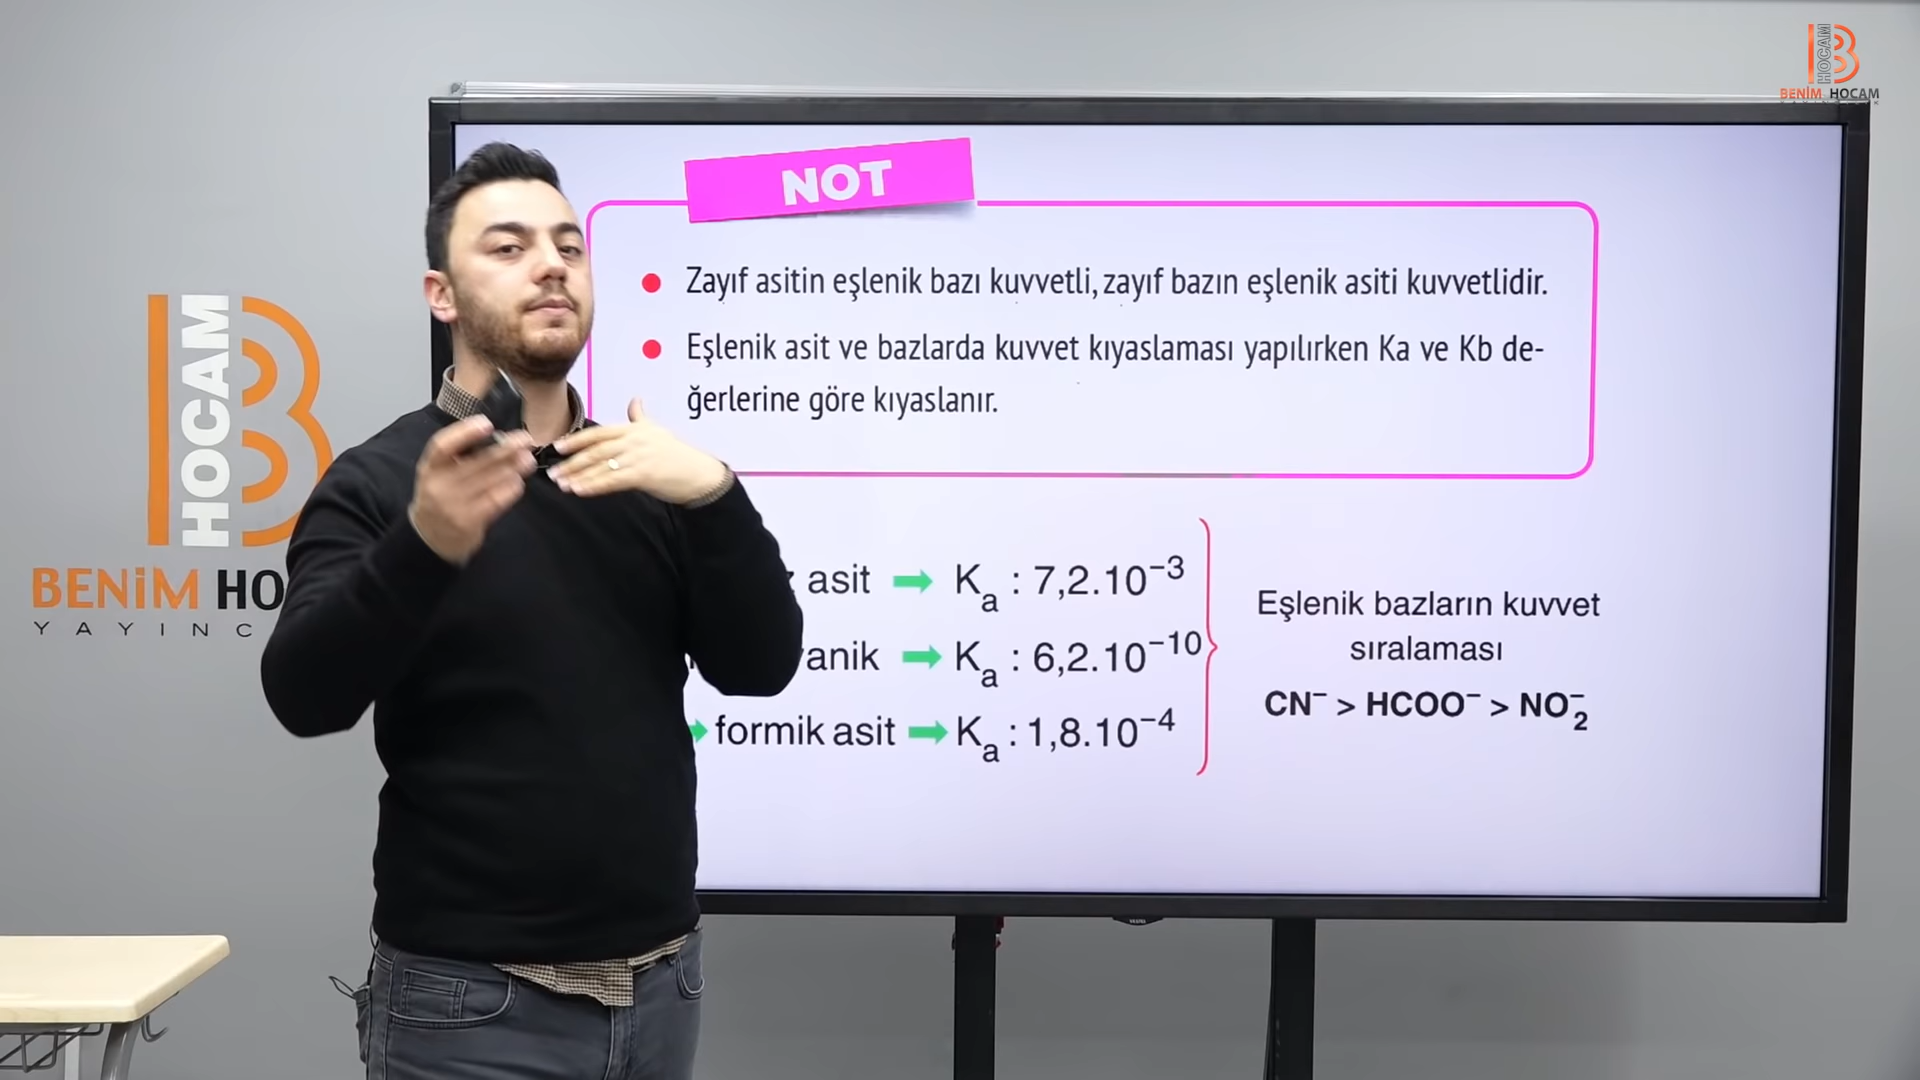 HOCAM
BENİM HOCAM
NOT
• Zayıf asitin eşlenik bazı kuvvetli, zayıf bazın eşlenik asiti kuvvetlidir.
• Eşlenik asit ve bazlarda kuvvet kıyaslaması yapılırken Ka ve Kb de-
ğerlerine göre kıyaslanır.
HOCAM
BENİM HO
YAYINC
asit → Kₐ : 7,2.10⁻³
anik → Kₐ : 6,2.10⁻¹⁰
→ formik asit → Kₐ : 1,8.10⁻⁴
Eşlenik bazların kuvvet
sıralaması
CN⁻ > HCOO⁻ > NO₂⁻